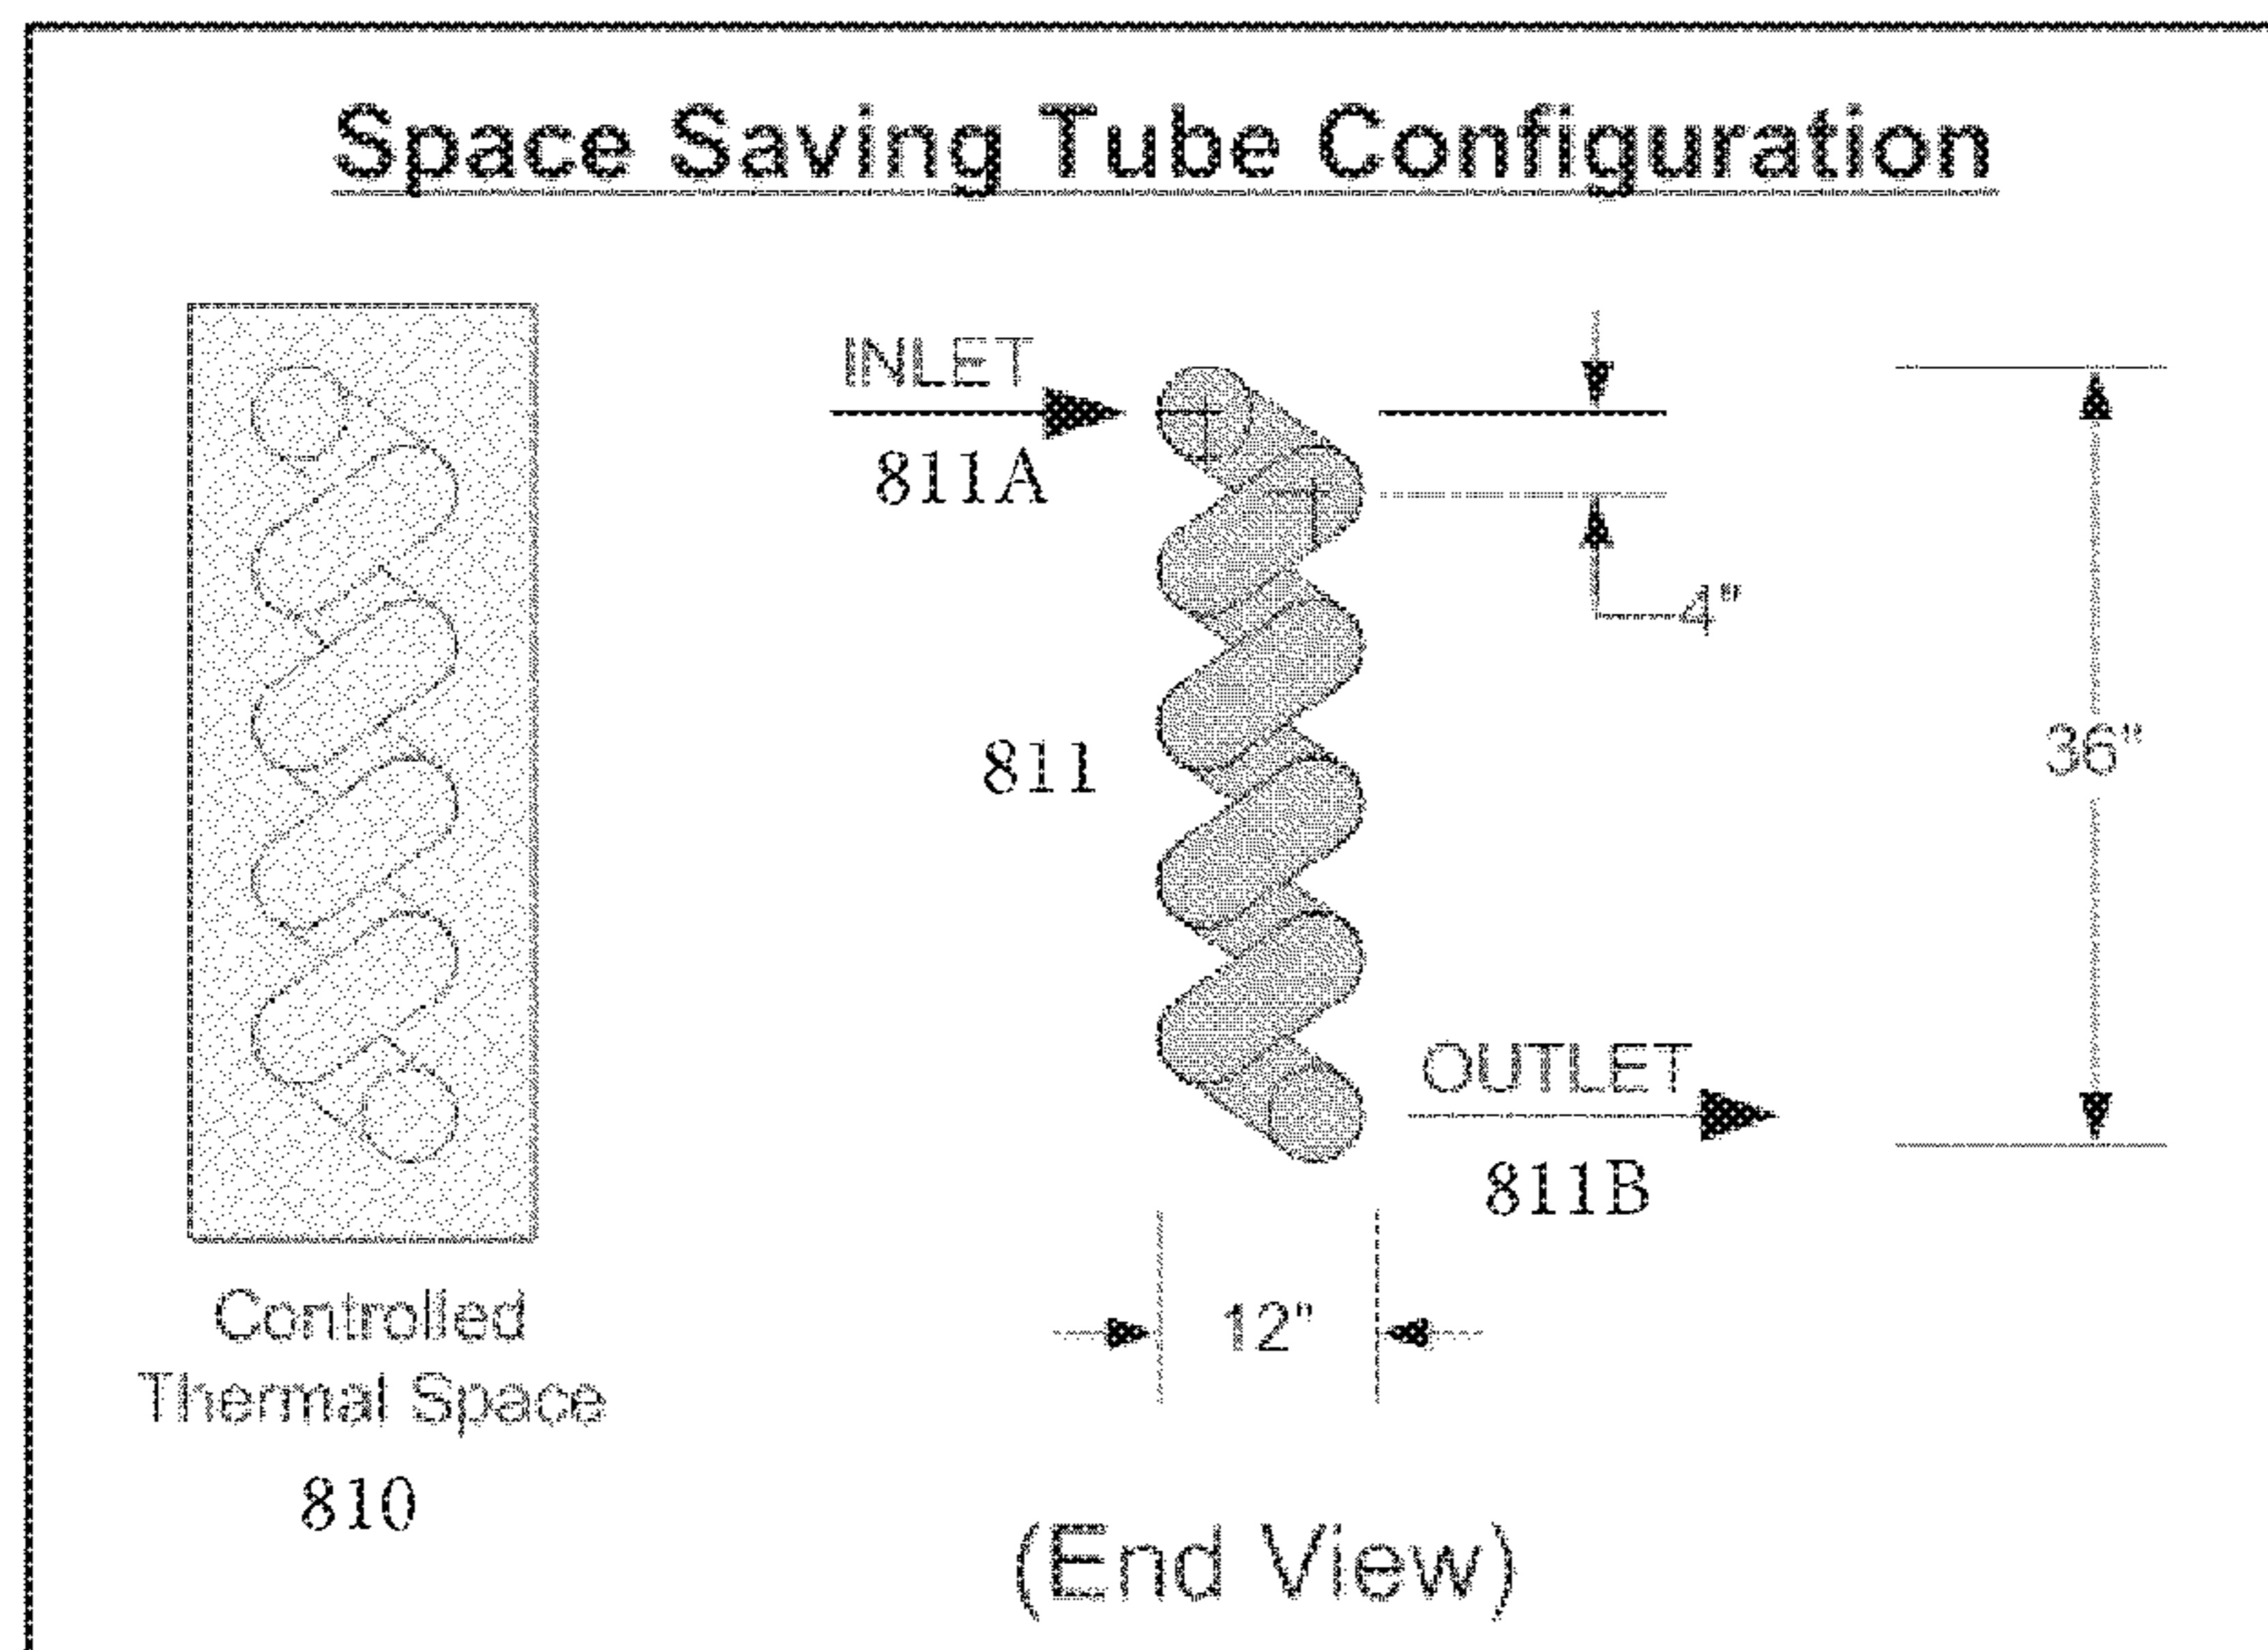 Space Saving Tube Configuration
INLET
811A
4"
36"
811
OUTLET
811B
12"
Controlled
Thermal Space
810
(End View)